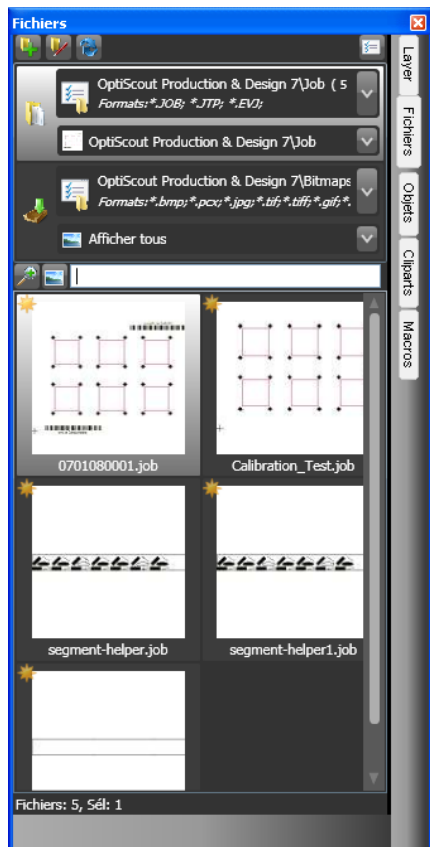 Fichiers
OptiScout Production & Design 7\Job ( 5
Formats:*.JOB; *.JTP; *.EVJ;
OptiScout Production & Design 7\Job
OptiScout Production & Design 7\Bitmaps
Formats:*.bmp;*.pcx;*.jpg;*.tif;*.tiff;*.gif;*.
Afficher tous
0701080001.job
Calibration_Test.job
segment-helper.job
segment-helper1.job
Fichiers: 5, Sél: 1
Layer
Fichiers
Objets
Cliparts
Macros